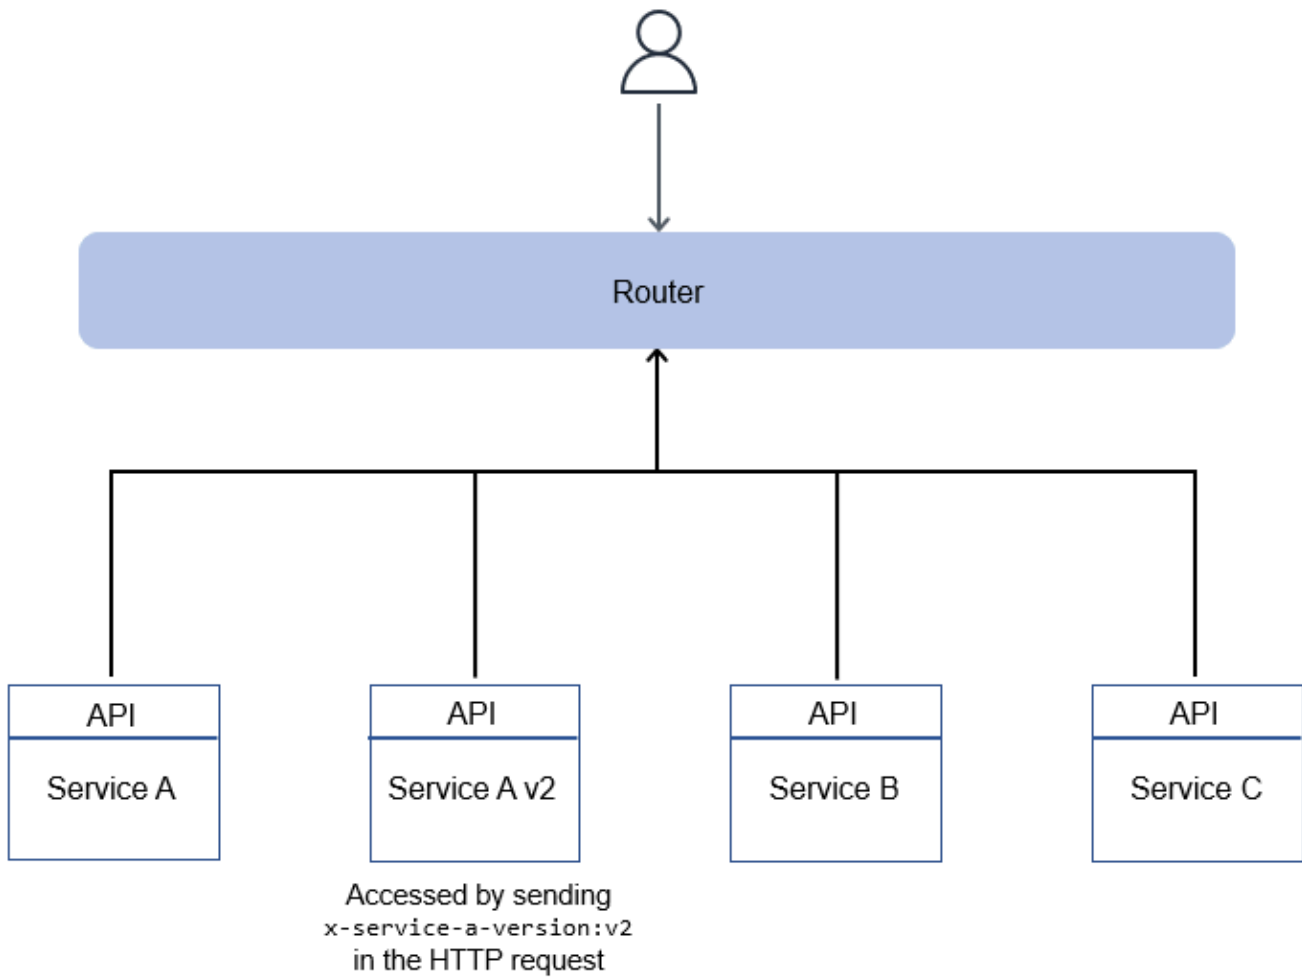 Router
API
Service A
API
Service A v2
API
Service B
API
Service C
Accessed by sending
x-service-a-version:v2
in the HTTP request